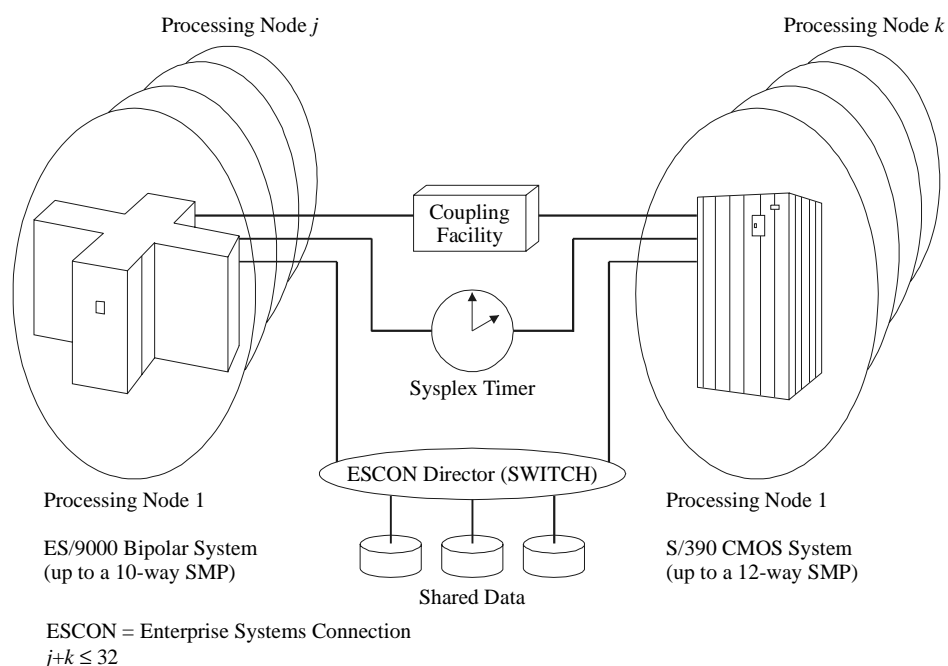 Processing Node j
Processing Node k
Coupling
Facility
Sysplex Timer
ESCON Director (SWITCH)
Processing Node 1
Processing Node 1
ES/9000 Bipolar System
(up to a 10-way SMP)
S/390 CMOS System
(up to a 12-way SMP)
Shared Data
ESCON = Enterprise Systems Connection
j+k ≤ 32